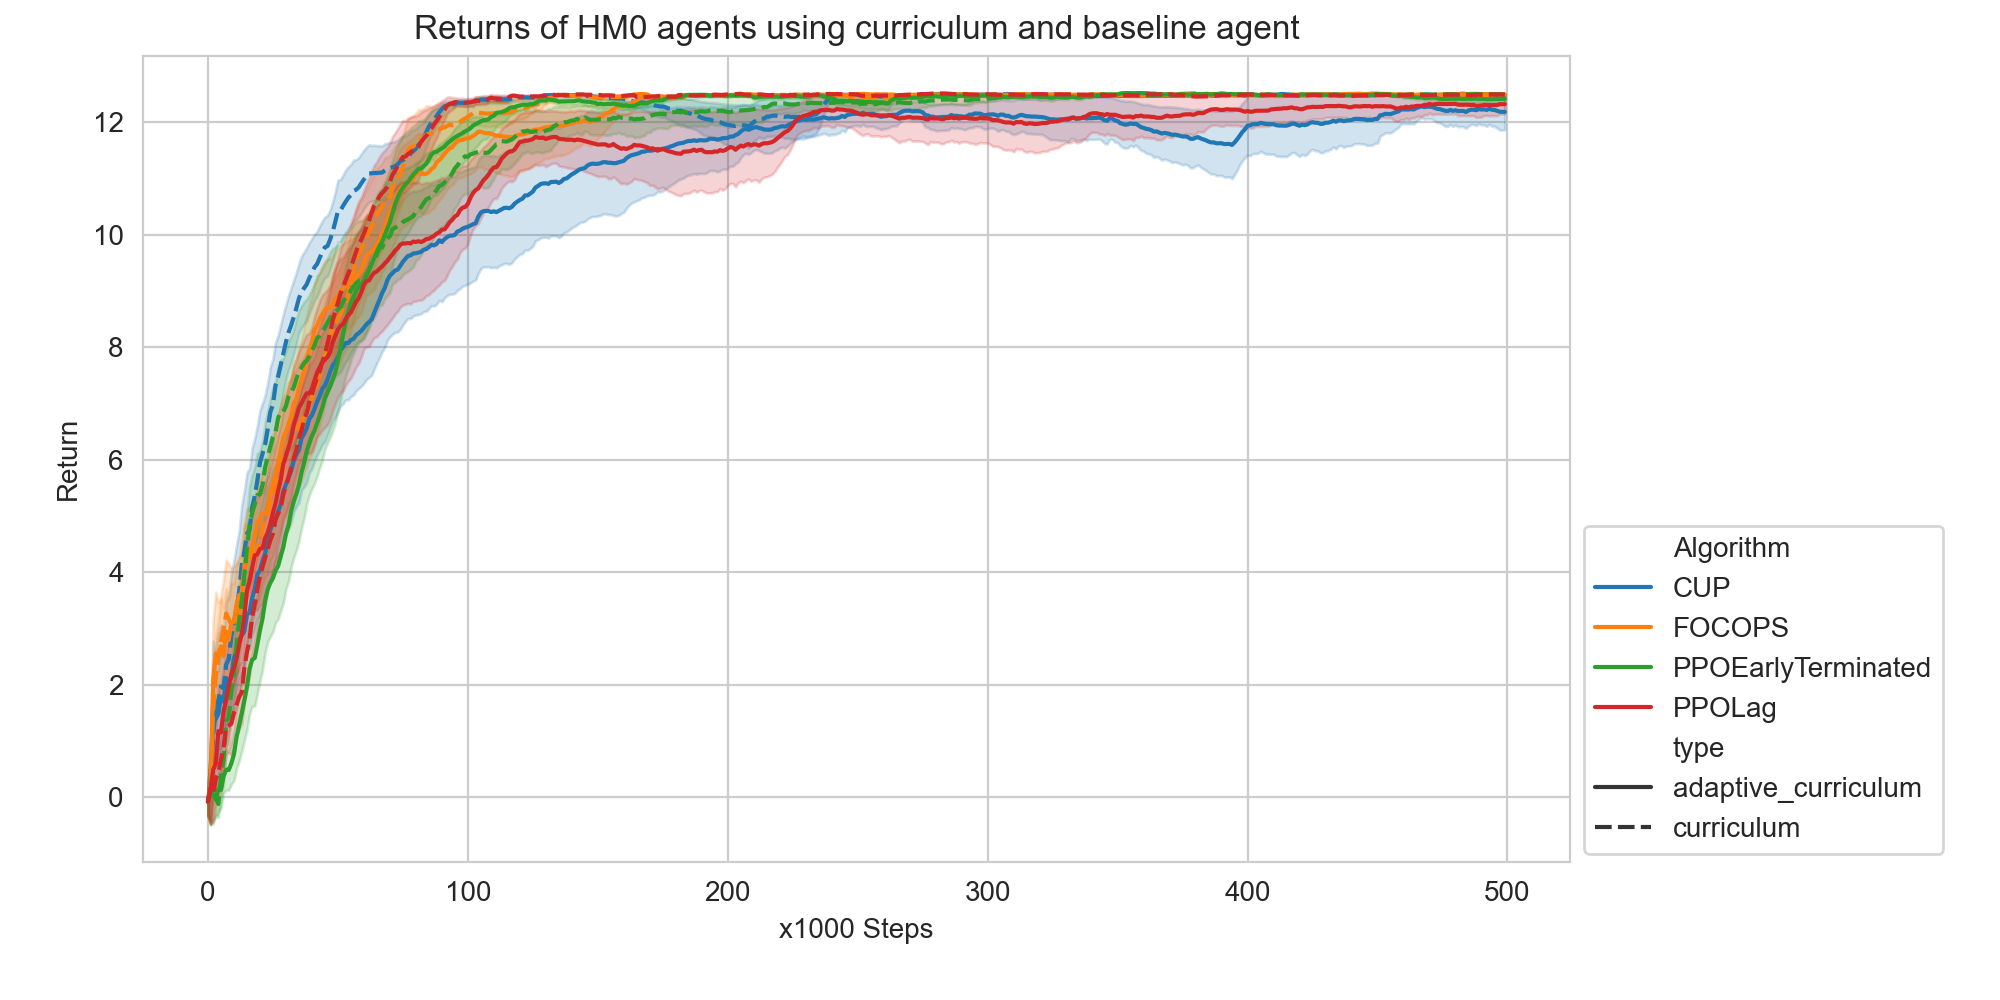 Returns of HM0 agents using curriculum and baseline agent
12
10
8
6
4
2
0
Return
0 100 200 300 400 500
x1000 Steps
Algorithm
CUP
FOCOPS
PPOEarlyTerminated
PPOLag
type
adaptive_curriculum
curriculum